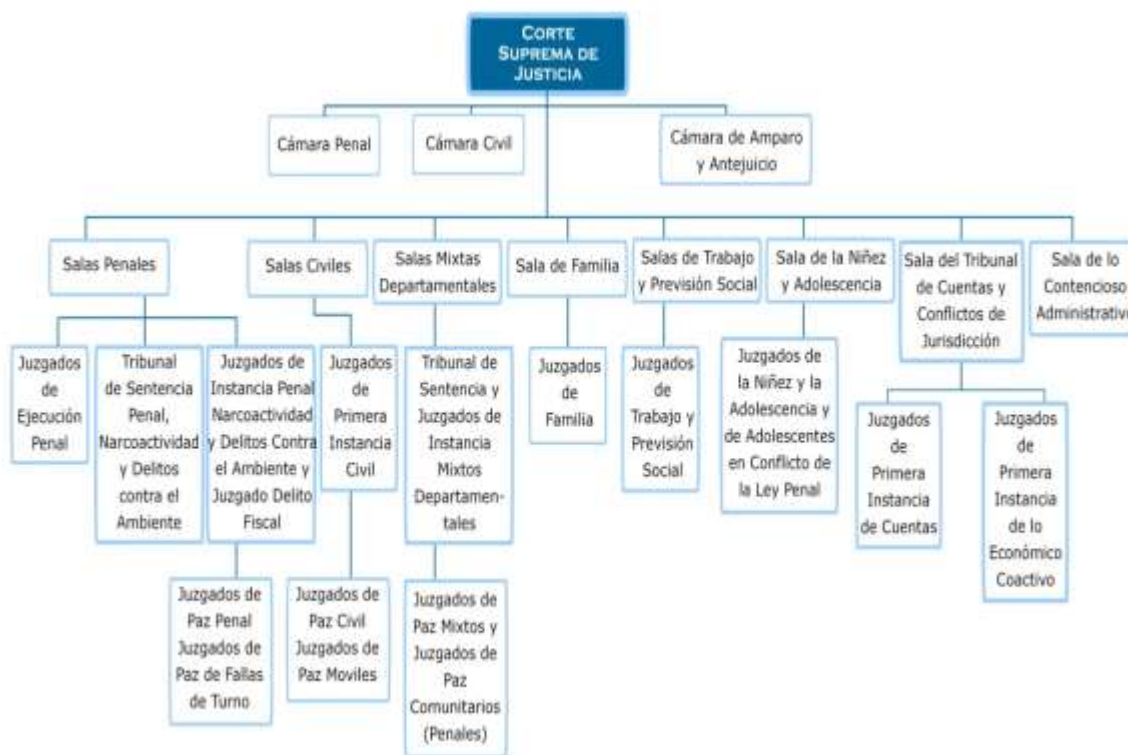 CORTE
SUPREMA DE
JUSTICIA
Cámara Penal
Cámara Civil
Cámara de Amparo
y Antejuicio
Salas Penales
Salas Civiles
Salas Mixtas
Departamentales
Sala de Familia
Salas de Trabajo
y Previsión Social
Sala de la Niñez
y Adolescencia
Sala del Tribunal
de Cuentas y
Conflictos de
Jurisdicción
Sala de lo
Contencioso
Administrativo
Juzgados
de
Ejecución
Penal
Tribunal
de Sentencia
Penal,
Narcoactividad
y Delitos
contra el
Ambiente
Juzgados de
Instancia Penal
Narcoactividad
y Delitos Contra
el Ambiente y
Juzgado Delito
Fiscal
Juzgados
de
Primera
Instancia
Civil
Tribunal de
Sentencia y
Juzgados de
Instancia
Mixtos
Departamen-
tales
Juzgados
de
Familia
Juzgados
de
Trabajo y
Previsión
Social
Juzgados de
la Niñez y la
Adolescencia y
de Adolescentes
en Conflicto de
la Ley Penal
Juzgados
de
Primera
Instancia
de Cuentas
Juzgados
de
Primera
Instancia
de lo
Económico
Coactivo
Juzgados de
Paz Penal
Juzgados de
Paz de Fallas
de Turno
Juzgados de
Paz Civil
Juzgados de
Paz Moviles
Juzgados de
Paz Mixtos y
Juzgados de
Paz
Comunitarios
(Penales)